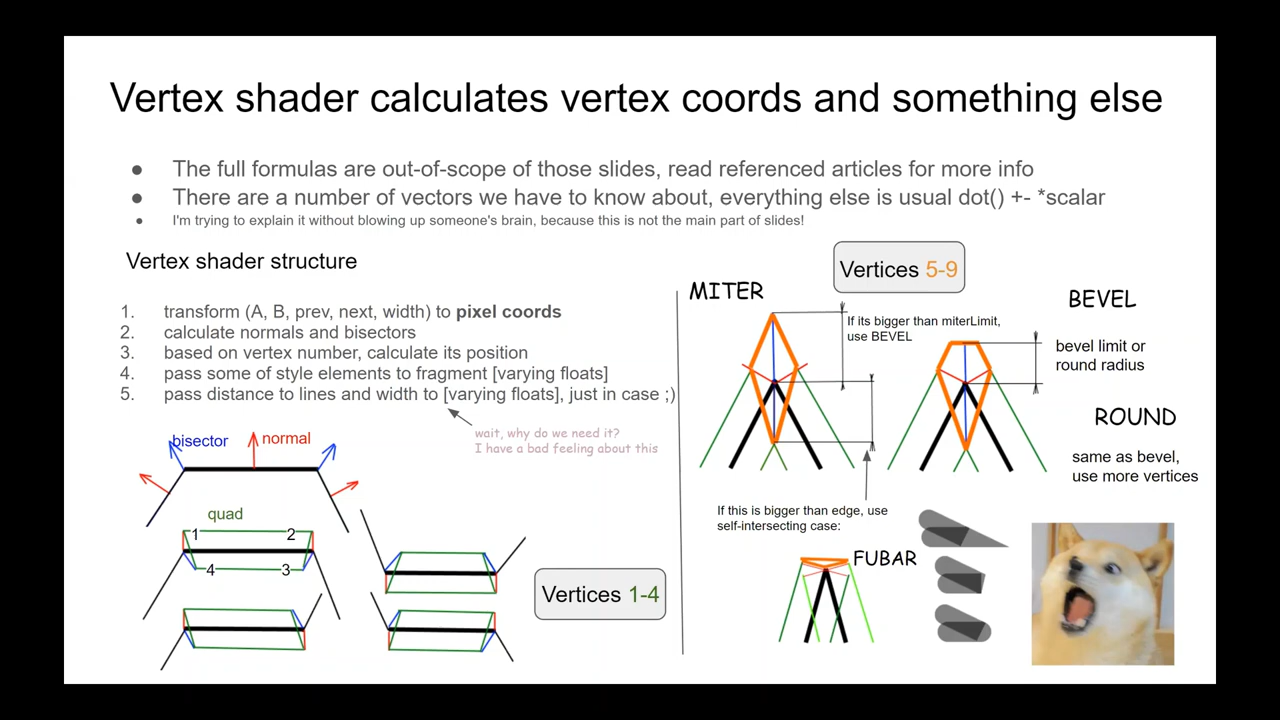 Vertex shader calculates vertex coords and something else
● The full formulas are out-of-scope of those slides, read referenced articles for more info
● There are a number of vectors we have to know about, everything else is usual dot() +- *scalar
● I'm trying to explain it without blowing up someone's brain, because this is not the main part of slides!
Vertex shader structure
1. transform (A, B, prev, next, width) to pixel coords
2. calculate normals and bisectors
3. based on vertex number, calculate its position
4. pass some of style elements to fragment [varying floats]
5. pass distance to lines and width to [varying floats], just in case ;)
wait, why do we need it?
I have a bad feeling about this
bisector
normal
quad
1
2
4
3
Vertices 1-4
Vertices 5-9
MITER
If its bigger than miterLimit,
use BEVEL
BEVEL
bevel limit or
round radius
ROUND
same as bevel,
use more vertices
If this is bigger than edge, use
self-intersecting case:
FUBAR